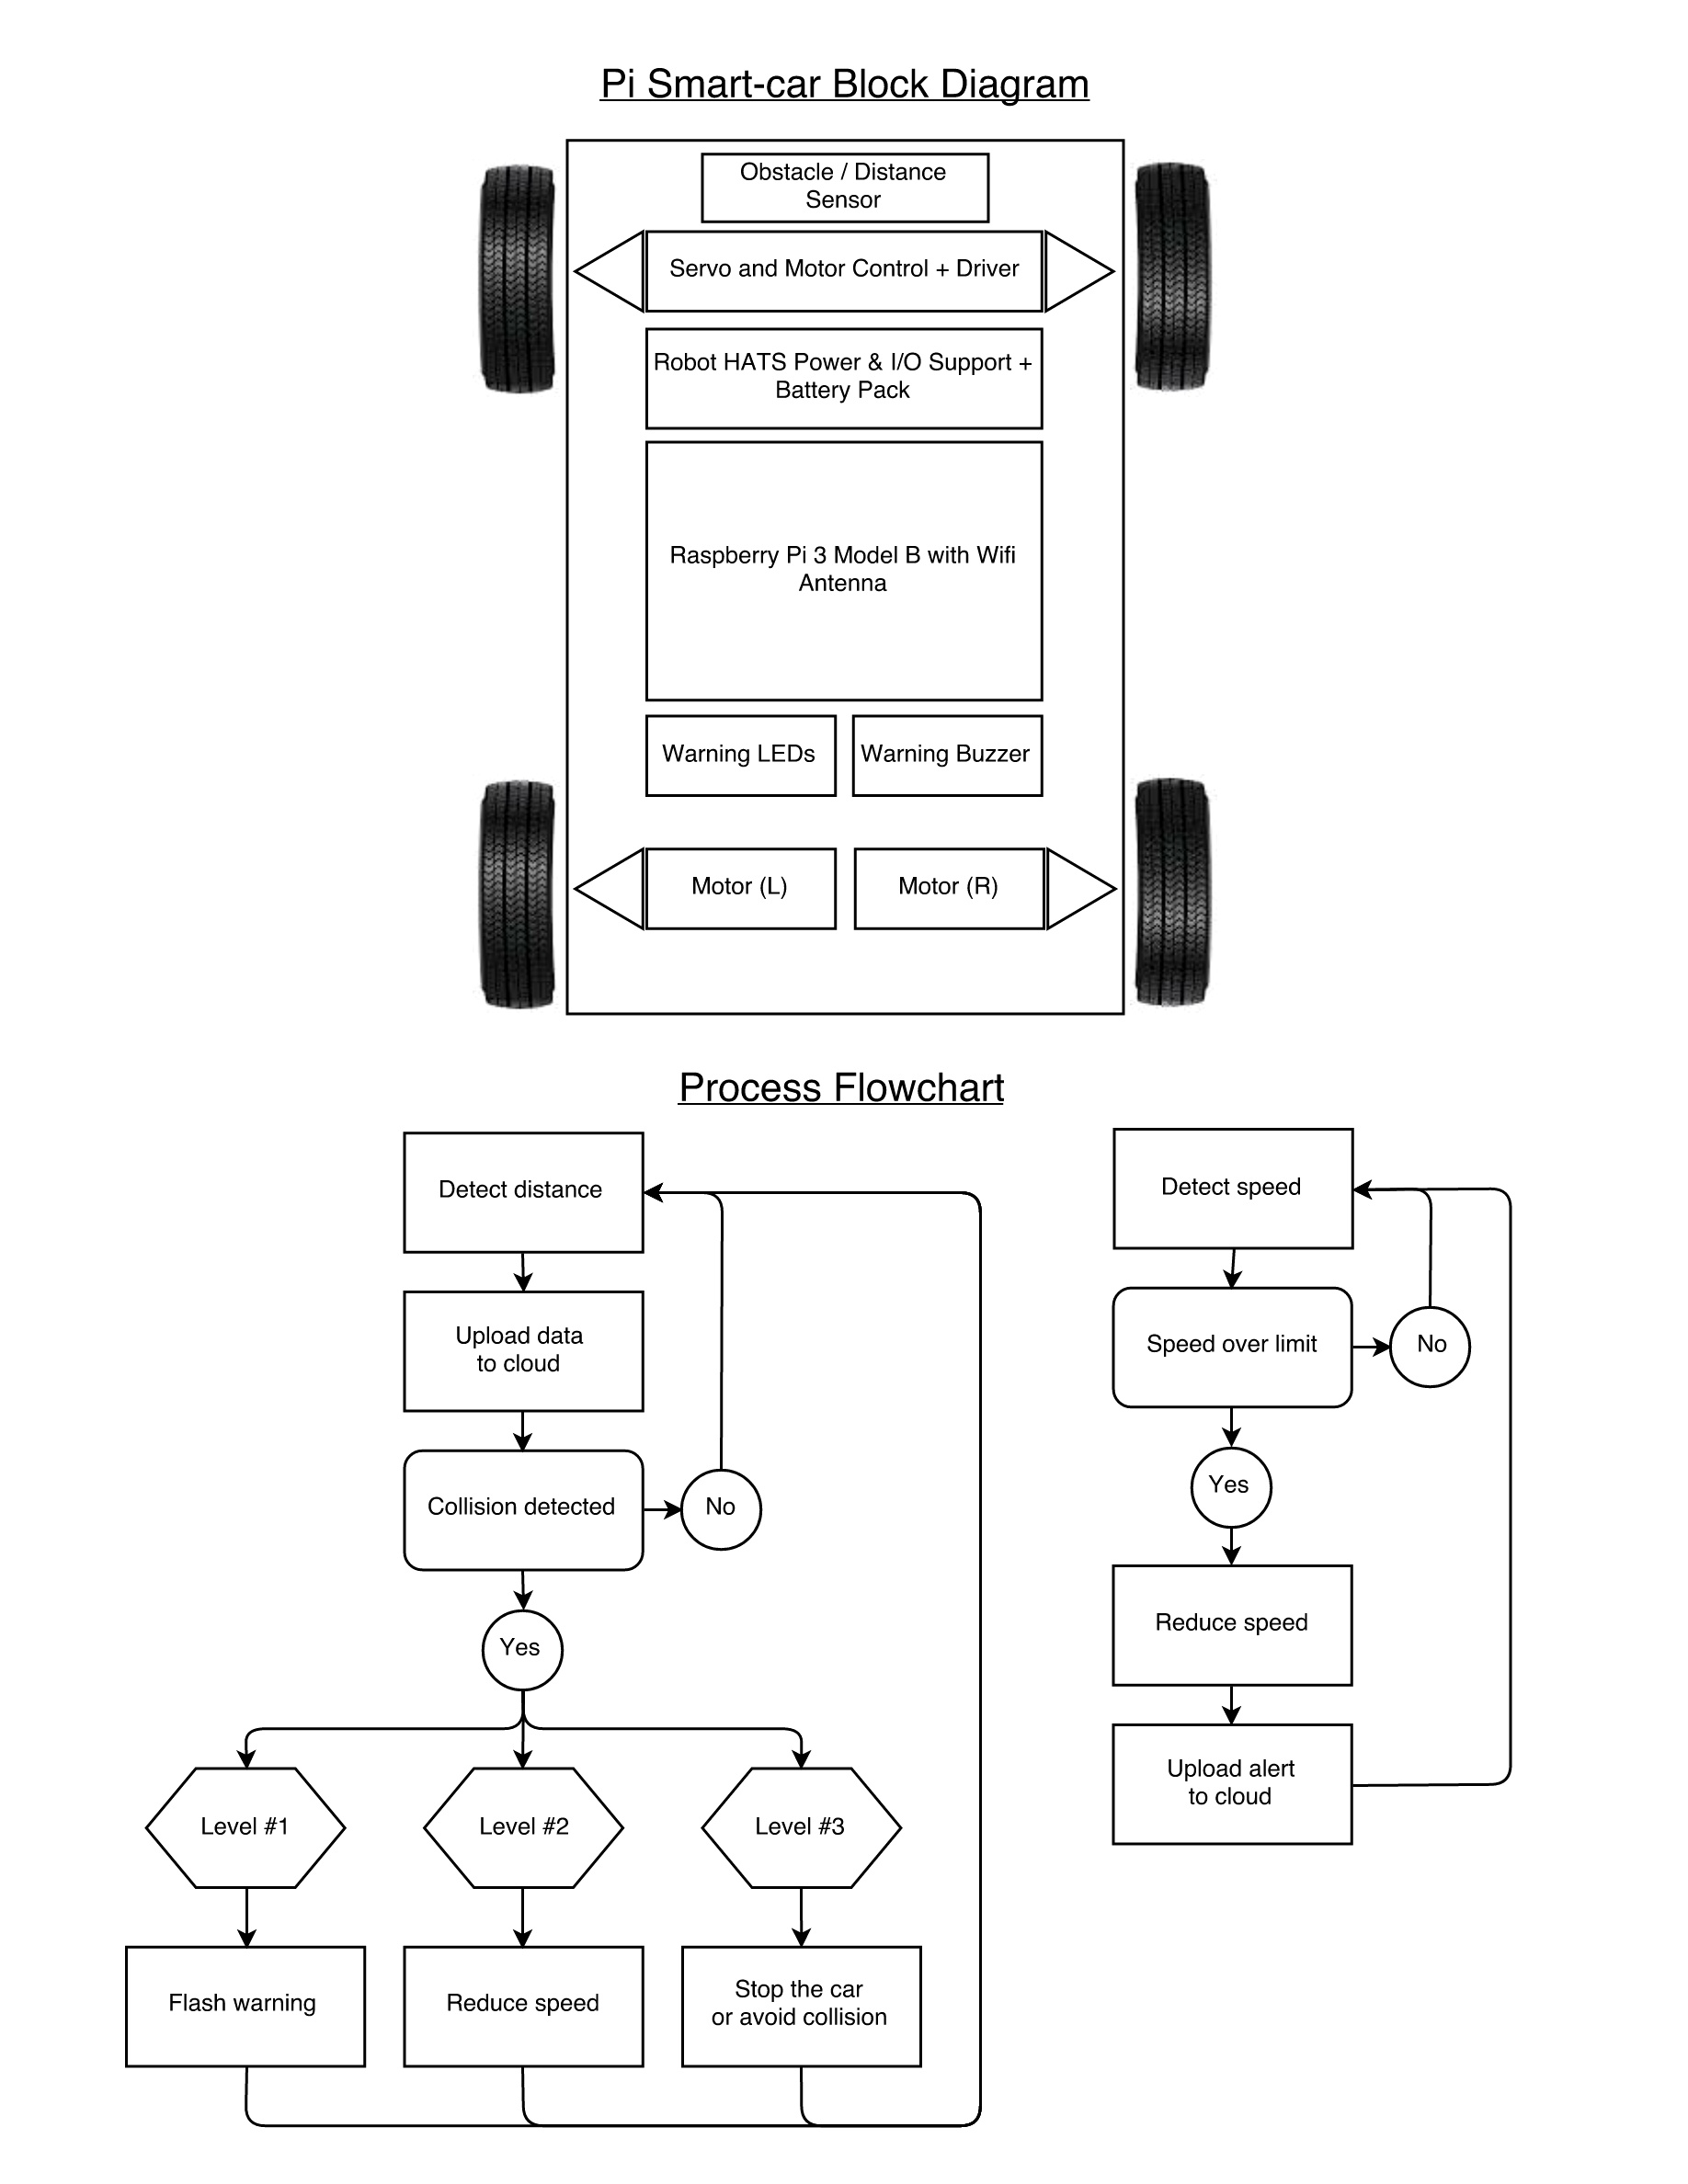 Pi Smart-car Block Diagram
Obstacle / Distance
Sensor
Servo and Motor Control + Driver
Robot HATS Power & I/O Support +
Battery Pack
Raspberry Pi 3 Model B with Wifi
Antenna
Warning LEDs
Warning Buzzer
Motor (L)
Motor (R)
Process Flowchart
Detect distance
Upload data
to cloud
Collision detected
No
Yes
Level #1
Level #2
Level #3
Flash warning
Reduce speed
Stop the car
or avoid collision
Detect speed
Speed over limit
No
Yes
Reduce speed
Upload alert
to cloud